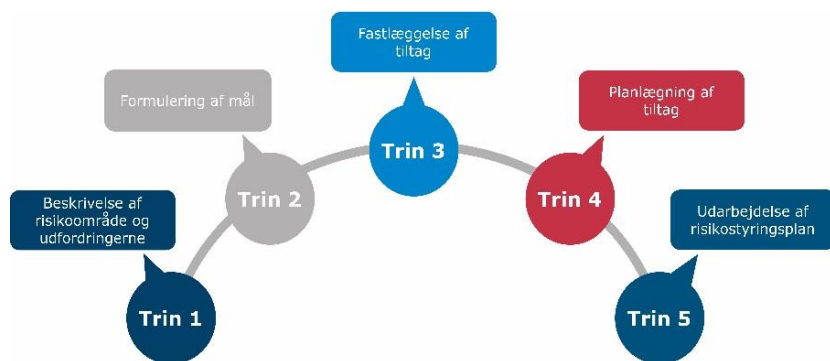 Beskrivelse af
risikoområde og
udfordringerne
Trin 1
Formulering af mål
Trin 2
Fastlæggelse af
tiltag
Trin 3
Planlægning af
tiltag
Trin 4
Udarbejdelse af
risikostyringsplan
Trin 5